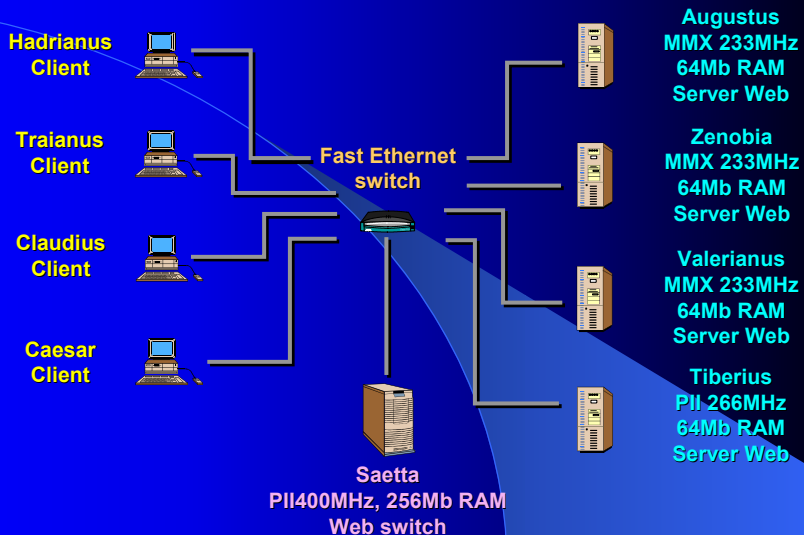 Hadrianus
Client
Traianus
Client
Claudius
Client
Caesar
Client
Fast Ethernet
switch
Saetta
PII400MHz, 256Mb RAM
Web switch
Augustus
MMX 233MHz
64Mb RAM
Server Web
Zenobia
MMX 233MHz
64Mb RAM
Server Web
Valerianus
MMX 233MHz
64Mb RAM
Server Web
Tiberius
PII 266MHz
64Mb RAM
Server Web